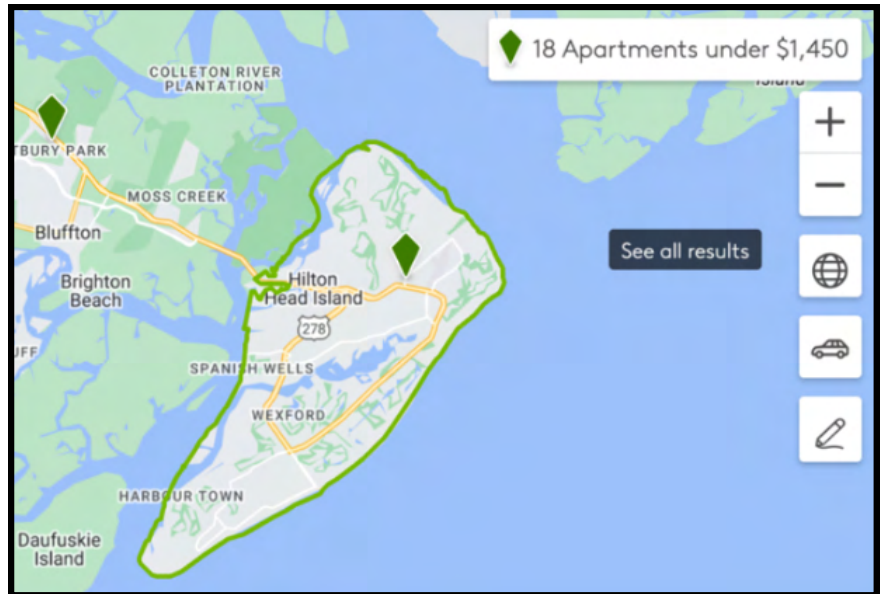 18 Apartments under $1,450
COLLETON RIVER
PLANTATION
Island
TBURY PARK
MOSS CREEK
Bluffton
See all results
Brighton
Beach
Hilton
Head Island
278
UFF
SPANISH WELLS
WEXFORD
HARBOUR TOWN
Daufuskie
Island